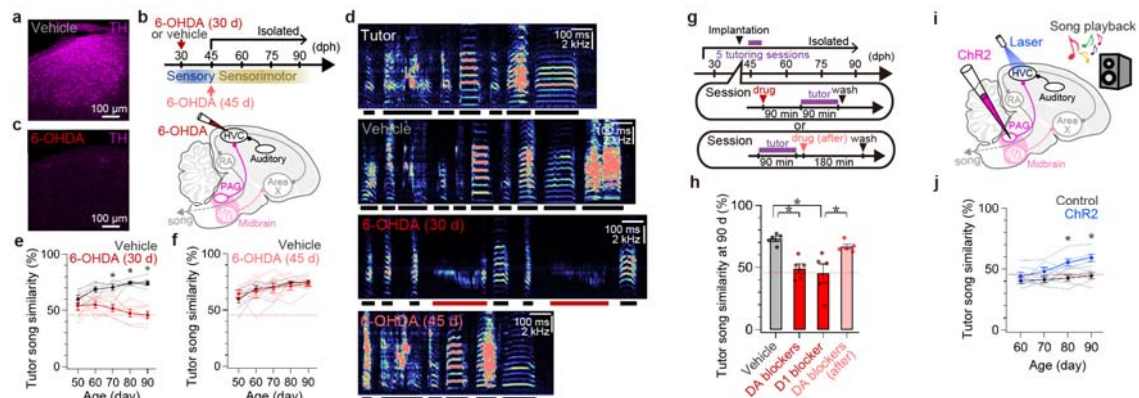 a
Vehicle
TH
100 µm
b
6-OHDA (30 d)
or vehicle
Isolated
30 45 60 75 90 (dph)
Sensory Sensorimotor
6-OHDA (45 d)
c
6-OHDA
TH
100 µm
6-OHDA
HVC
RA
Auditory
PAG
Area X
song
Midbrain
d
Tutor
100 ms
2 kHz
Vehicle
100 ms
2 kHz
6-OHDA (30 d)
100 ms
2 kHz
6-OHDA (45 d)
100 ms
2 kHz
e
Vehicle
6-OHDA (30 d)
Tutor song similarity (%)
100
50
0
* * *
50 60 70 80 90
Age (day)
f
Vehicle
6-OHDA (45 d)
Tutor song similarity (%)
100
50
0
50 60 70 80 90
Age (day)
g
Implantation
Isolated
5 tutoring sessions
30 45 60 75 90 (dph)
Session
drug
tutor
wash
90 min 90 min
or
Session
tutor
drug (after)
wash
90 min 180 min
h
Tutor song similarity at 90 d (%)
100
50
0
* * *
Vehicle
DA blockers
D1 blocker
DA blockers
(after)
i
Song playback
Laser
ChR2
HVC
RA
Auditory
PAG
Area
X
song
Midbrain
j
Control
ChR2
Tutor song similarity (%)
100
50
0
* *
60 70 80 90
Age (day)